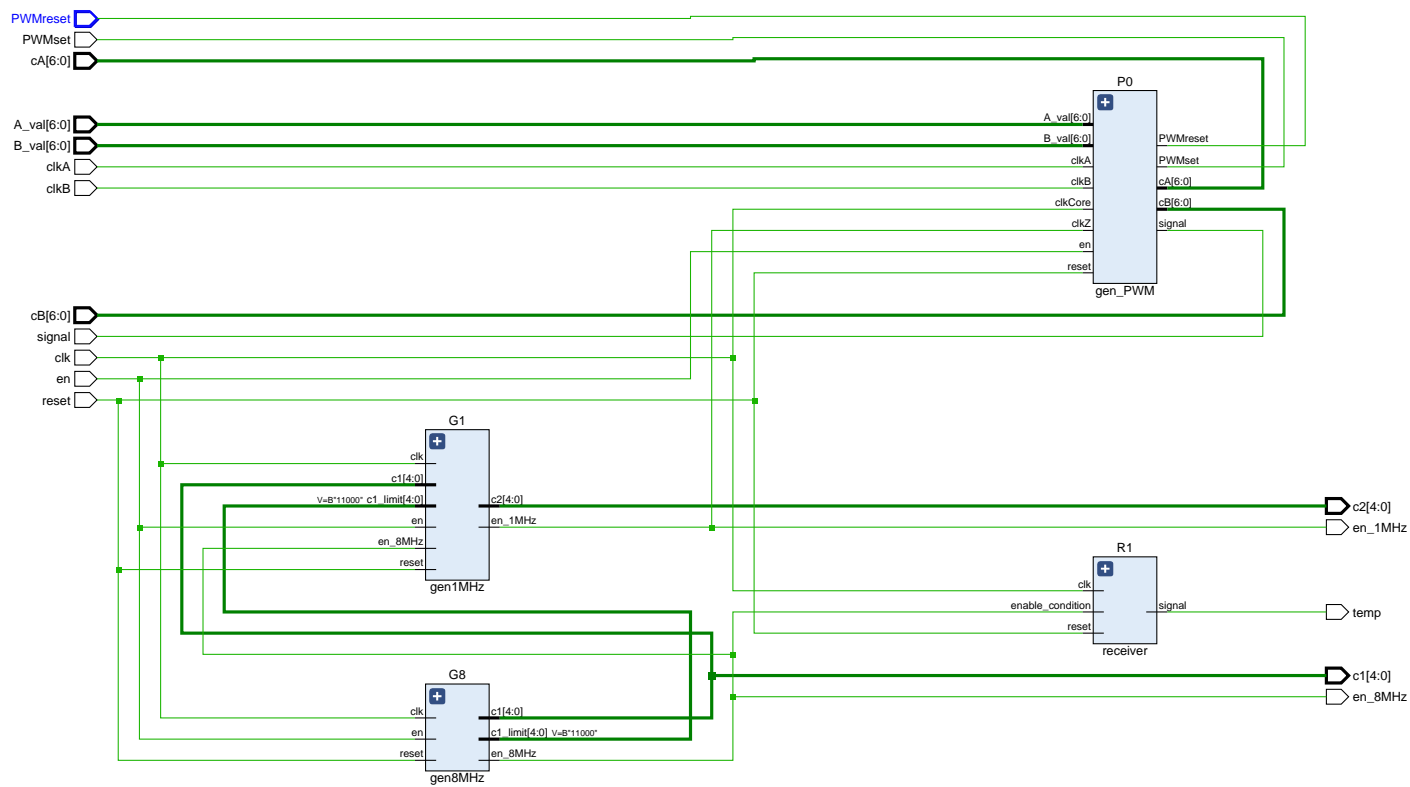 PWMreset
PWMset
cA[6:0]
P0
A_val[6:0]
B_val[6:0]
clkA
clkB
A_val[6:0]
B_val[6:0]
clkA
clkB
clkCore
clkZ
en
reset
PWMreset
PWMset
cA[6:0]
cB[6:0]
signal
gen_PWM
cB[6:0]
signal
clk
en
reset
G1
clk
c1[4:0]
V=B"11000" c1_limit[4:0]
en
en_8MHz
reset
c2[4:0]
en_1MHz
gen1MHz
c2[4:0]
en_1MHz
R1
clk
enable_condition
reset
signal
receiver
temp
G8
clk
en
reset
c1[4:0]
c1_limit[4:0] V=B"11000"
en_8MHz
gen8MHz
c1[4:0]
en_8MHz